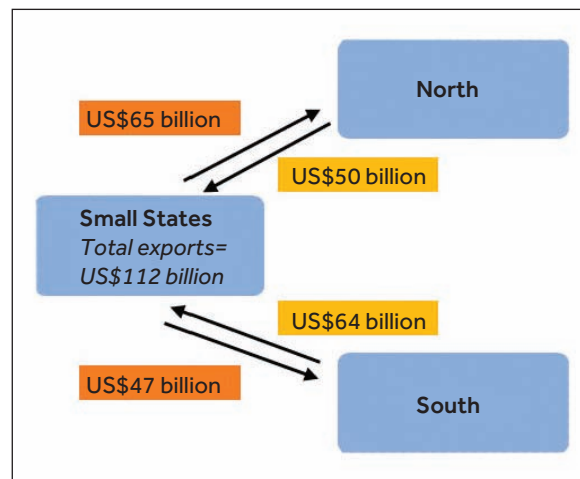 North
US$65 billion
US$50 billion
Small States
Total exports=
US$112 billion
US$64 billion
US$47 billion
South